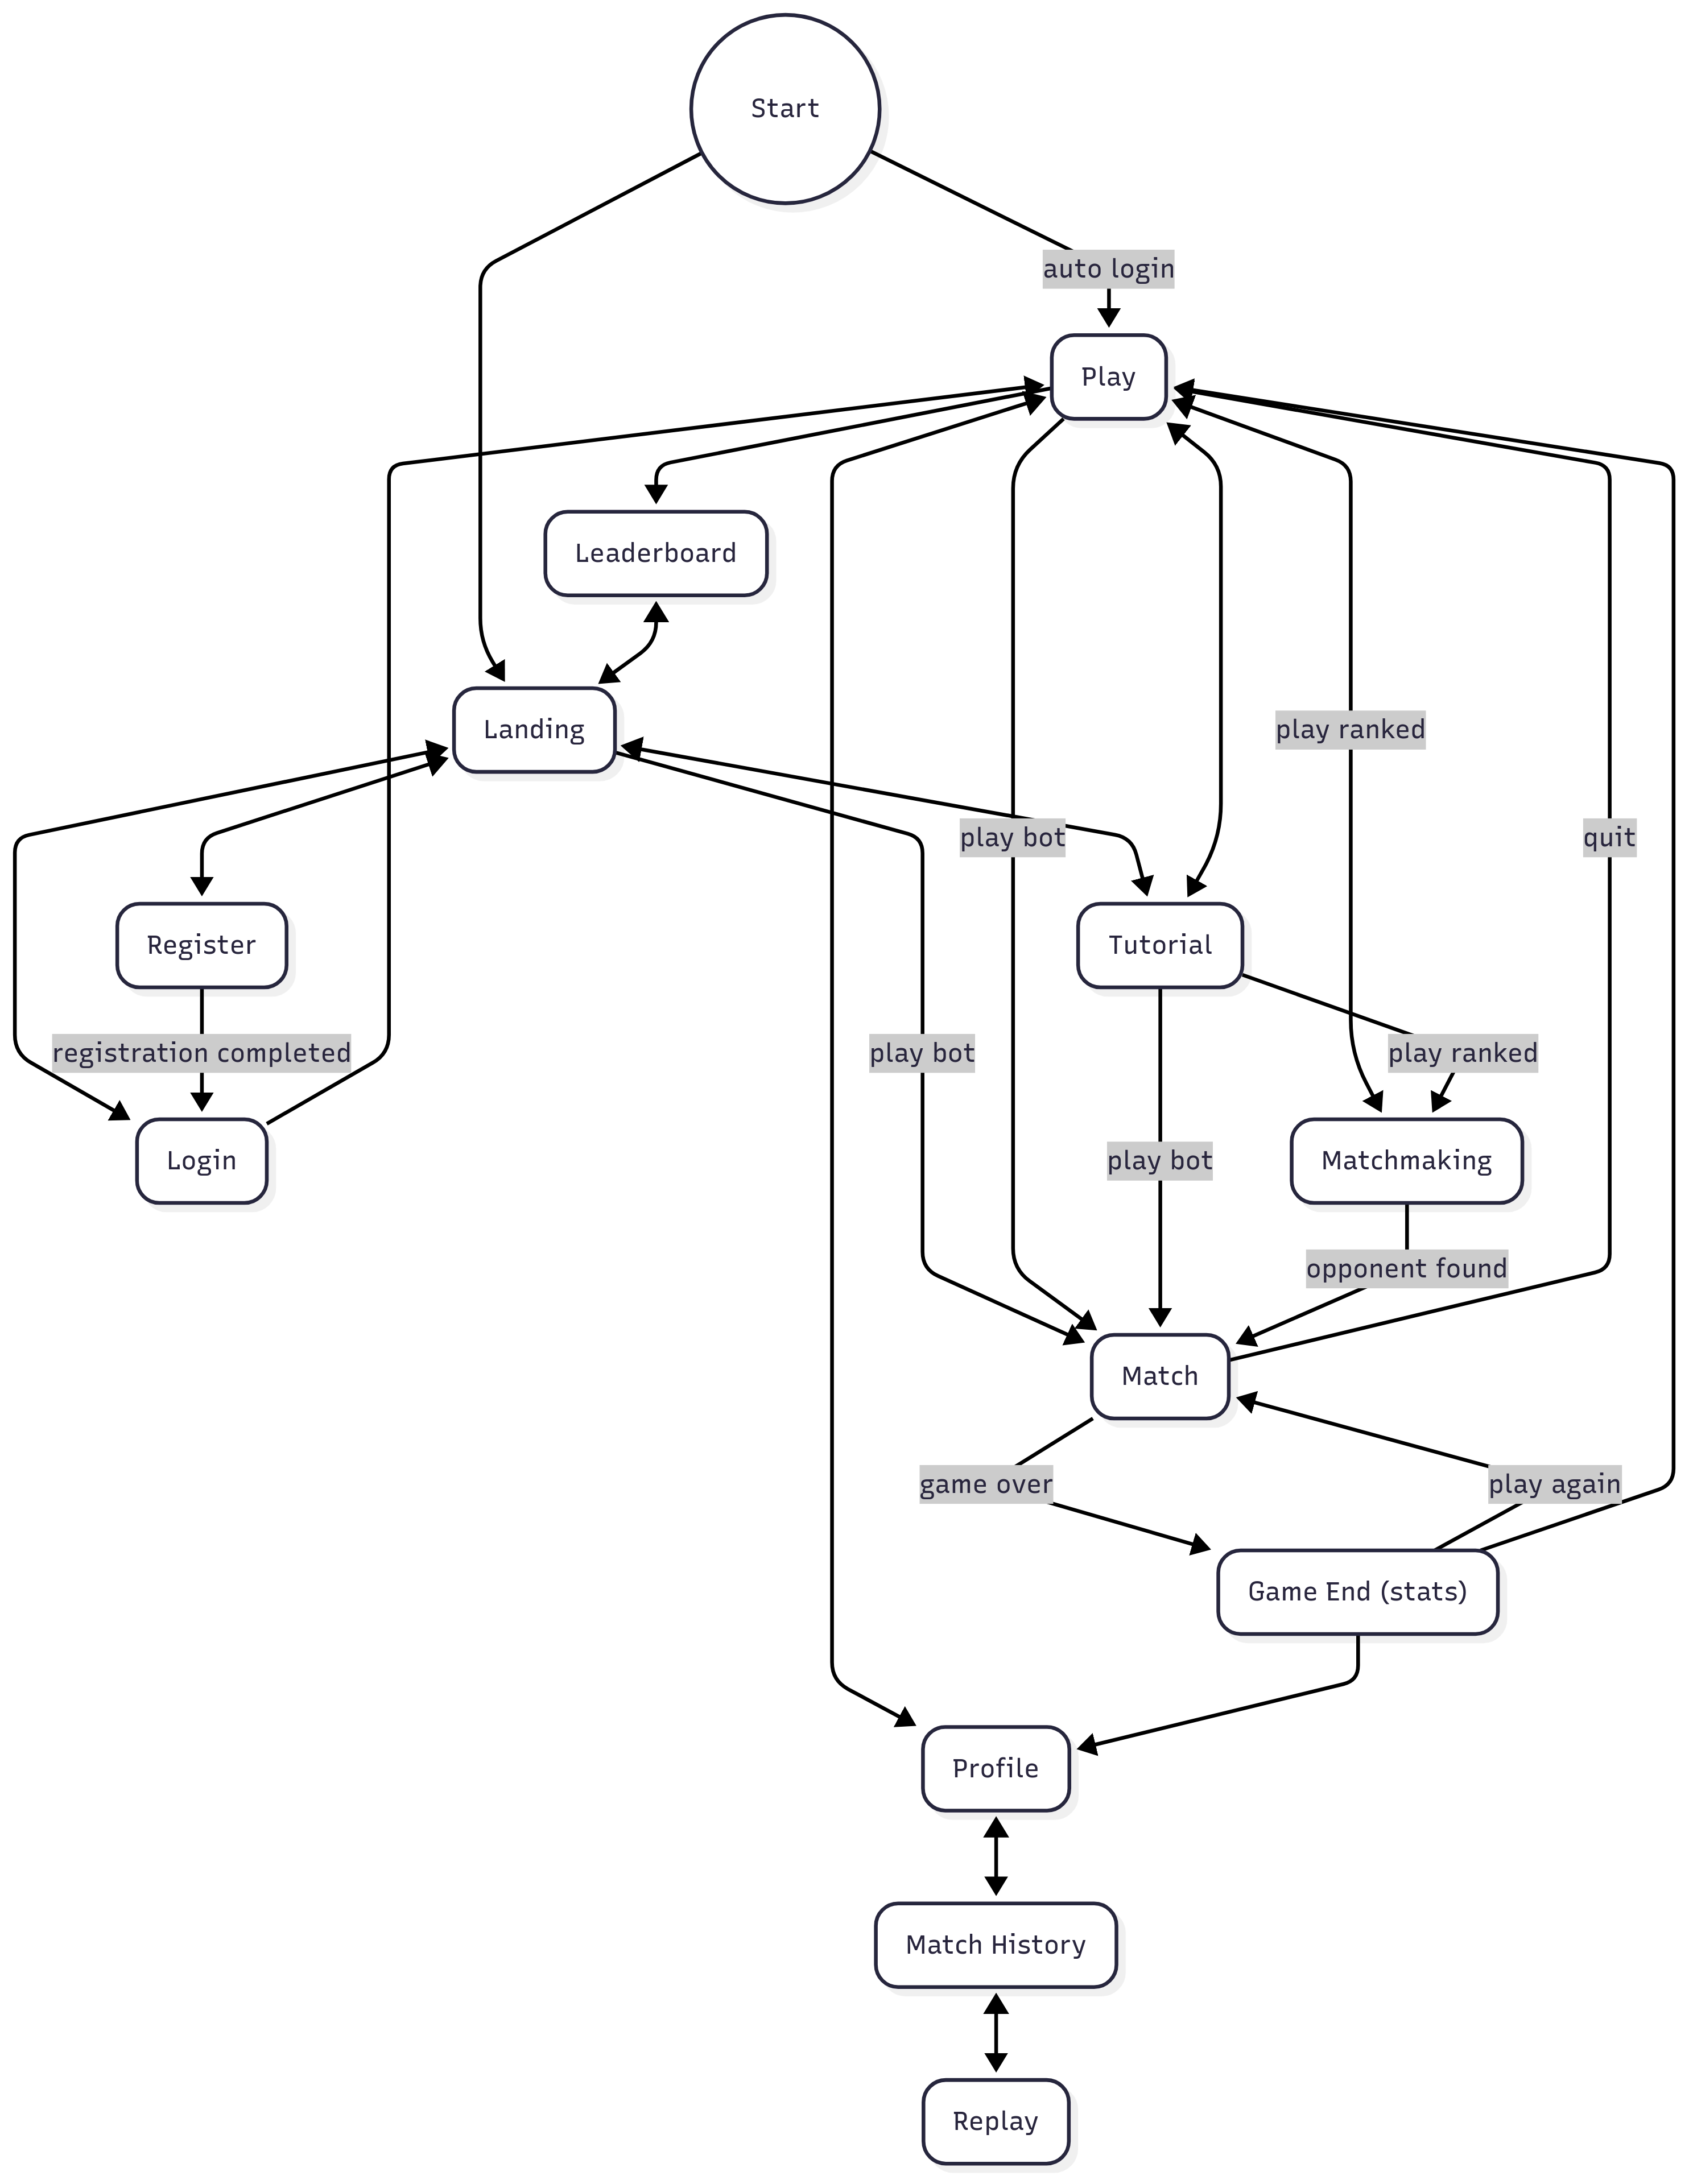 Start
auto login
Play
Leaderboard
Landing
play ranked
play bot
quit
Register
Tutorial
registration completed
play bot
play ranked
Login
play bot
Matchmaking
opponent found
Match
game over
play again
Game End (stats)
Profile
Match History
Replay